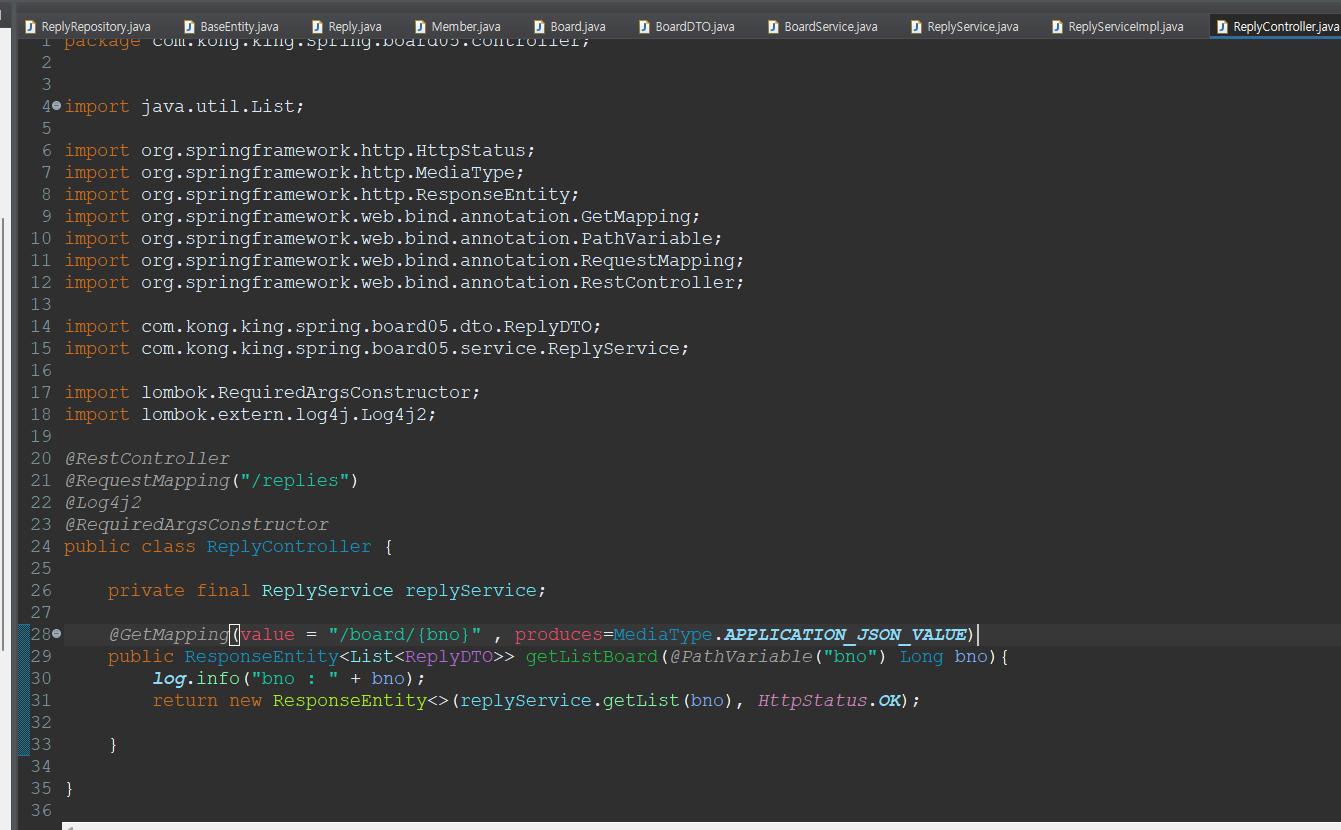 ReplyRepository.java BaseEntity.java Reply.java Member.java Board.java BoardDTO.java BoardService.java ReplyService.java ReplyServiceImpl.java ReplyController.java
1 package com.kong.king.spring.board05.controller;
2
3
4 import java.util.List;
5
6 import org.springframework.http.HttpStatus;
7 import org.springframework.http.MediaType;
8 import org.springframework.http.ResponseEntity;
9 import org.springframework.web.bind.annotation.GetMapping;
10 import org.springframework.web.bind.annotation.PathVariable;
11 import org.springframework.web.bind.annotation.RequestMapping;
12 import org.springframework.web.bind.annotation.RestController;
13
14 import com.kong.king.spring.board05.dto.ReplyDTO;
15 import com.kong.king.spring.board05.service.ReplyService;
16
17 import lombok.RequiredArgsConstructor;
18 import lombok.extern.log4j.Log4j2;
19
20 @RestController
21 @RequestMapping("/replies")
22 @Log4j2
23 @RequiredArgsConstructor
24 public class ReplyController {
25
26 private final ReplyService replyService;
27
28 @GetMapping(value = "/board/{bno}" , produces=MediaType.APPLICATION_JSON_VALUE)
29 public ResponseEntity<List<ReplyDTO>> getListBoard(@PathVariable("bno") Long bno){
30 log.info("bno : " + bno);
31 return new ResponseEntity<>(replyService.getList(bno), HttpStatus.OK);
32
33 }
34
35 }
36